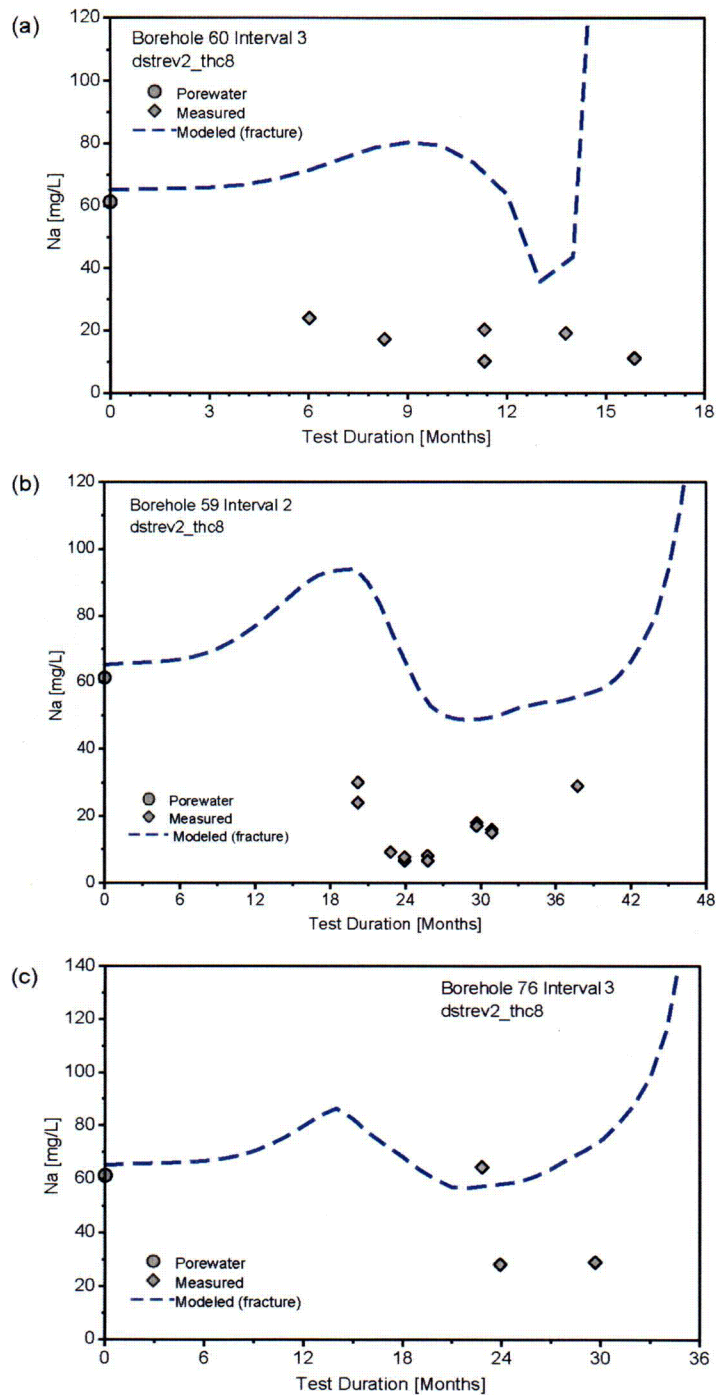 (a)
120
100
80
60
40
20
0
Na [mg/L]
Borehole 60 Interval 3
dstrev2_thc8
Porewater
Measured
Modeled (fracture)
0 3 6 9 12 15 18
Test Duration [Months]
(b)
120
100
80
60
40
20
0
Na [mg/L]
Borehole 59 Interval 2
dstrev2_thc8
Porewater
Measured
Modeled (fracture)
0 6 12 18 24 30 36 42 48
Test Duration [Months]
(c)
140
120
100
80
60
40
20
0
Na [mg/L]
Borehole 76 Interval 3
dstrev2_thc8
Porewater
Measured
Modeled (fracture)
0 6 12 18 24 30 36
Test Duration [Months]